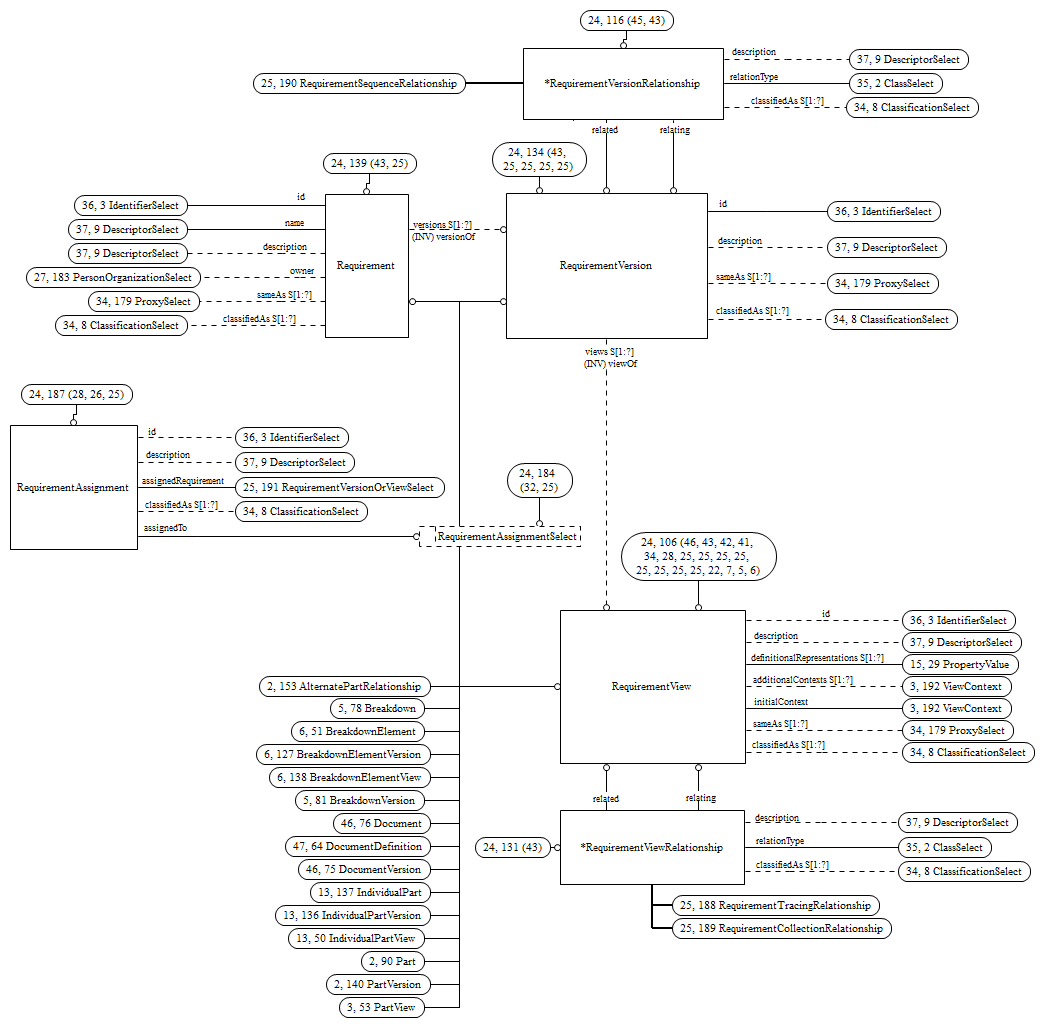 24, 116 (45, 43)
25, 190 RequirementSequenceRelationship
*RequirementVersionRelationship
description
37, 9 DescriptorSelect
relationType
35, 2 ClassSelect
classifiedAs S[1:?]
34, 8 ClassificationSelect
related
relating
24, 139 (43, 25)
24, 134 (43,
25, 25, 25, 25)
id
36, 3 IdentifierSelect
name
37, 9 DescriptorSelect
description
37, 9 DescriptorSelect
owner
27, 183 PersonOrganizationSelect
sameAs S[1:?]
34, 179 ProxySelect
classifiedAs S[1:?]
34, 8 ClassificationSelect
Requirement
versions S[1:?]
(INV) versionOf
RequirementVersion
id
36, 3 IdentifierSelect
description
37, 9 DescriptorSelect
sameAs S[1:?]
34, 179 ProxySelect
classifiedAs S[1:?]
34, 8 ClassificationSelect
views S[1:?]
(INV) viewOf
24, 187 (28, 26, 25)
RequirementAssignment
id
36, 3 IdentifierSelect
description
37, 9 DescriptorSelect
assignedRequirement
25, 191 RequirementVersionOrViewSelect
classifiedAs S[1:?]
34, 8 ClassificationSelect
assignedTo
24, 184
(32, 25)
RequirementAssignmentSelect
24, 106 (46, 43, 42, 41,
34, 28, 25, 25, 25, 25,
25, 25, 25, 25, 22, 7, 5, 6)
RequirementView
id
36, 3 IdentifierSelect
description
37, 9 DescriptorSelect
definitionalRepresentations S[1:?]
15, 29 PropertyValue
additionalContexts S[1:?]
3, 192 ViewContext
initialContext
3, 192 ViewContext
sameAs S[1:?]
34, 179 ProxySelect
classifiedAs S[1:?]
34, 8 ClassificationSelect
2, 153 AlternatePartRelationship
5, 78 Breakdown
6, 51 BreakdownElement
6, 127 BreakdownElementVersion
6, 138 BreakdownElementView
5, 81 BreakdownVersion
46, 76 Document
47, 64 DocumentDefinition
46, 75 DocumentVersion
13, 137 IndividualPart
13, 136 IndividualPartVersion
13, 50 IndividualPartView
2, 90 Part
2, 140 PartVersion
3, 53 PartView
related
relating
24, 131 (43)
*RequirementViewRelationship
description
37, 9 DescriptorSelect
relationType
35, 2 ClassSelect
classifiedAs S[1:?]
34, 8 ClassificationSelect
25, 188 RequirementTracingRelationship
25, 189 RequirementCollectionRelationship